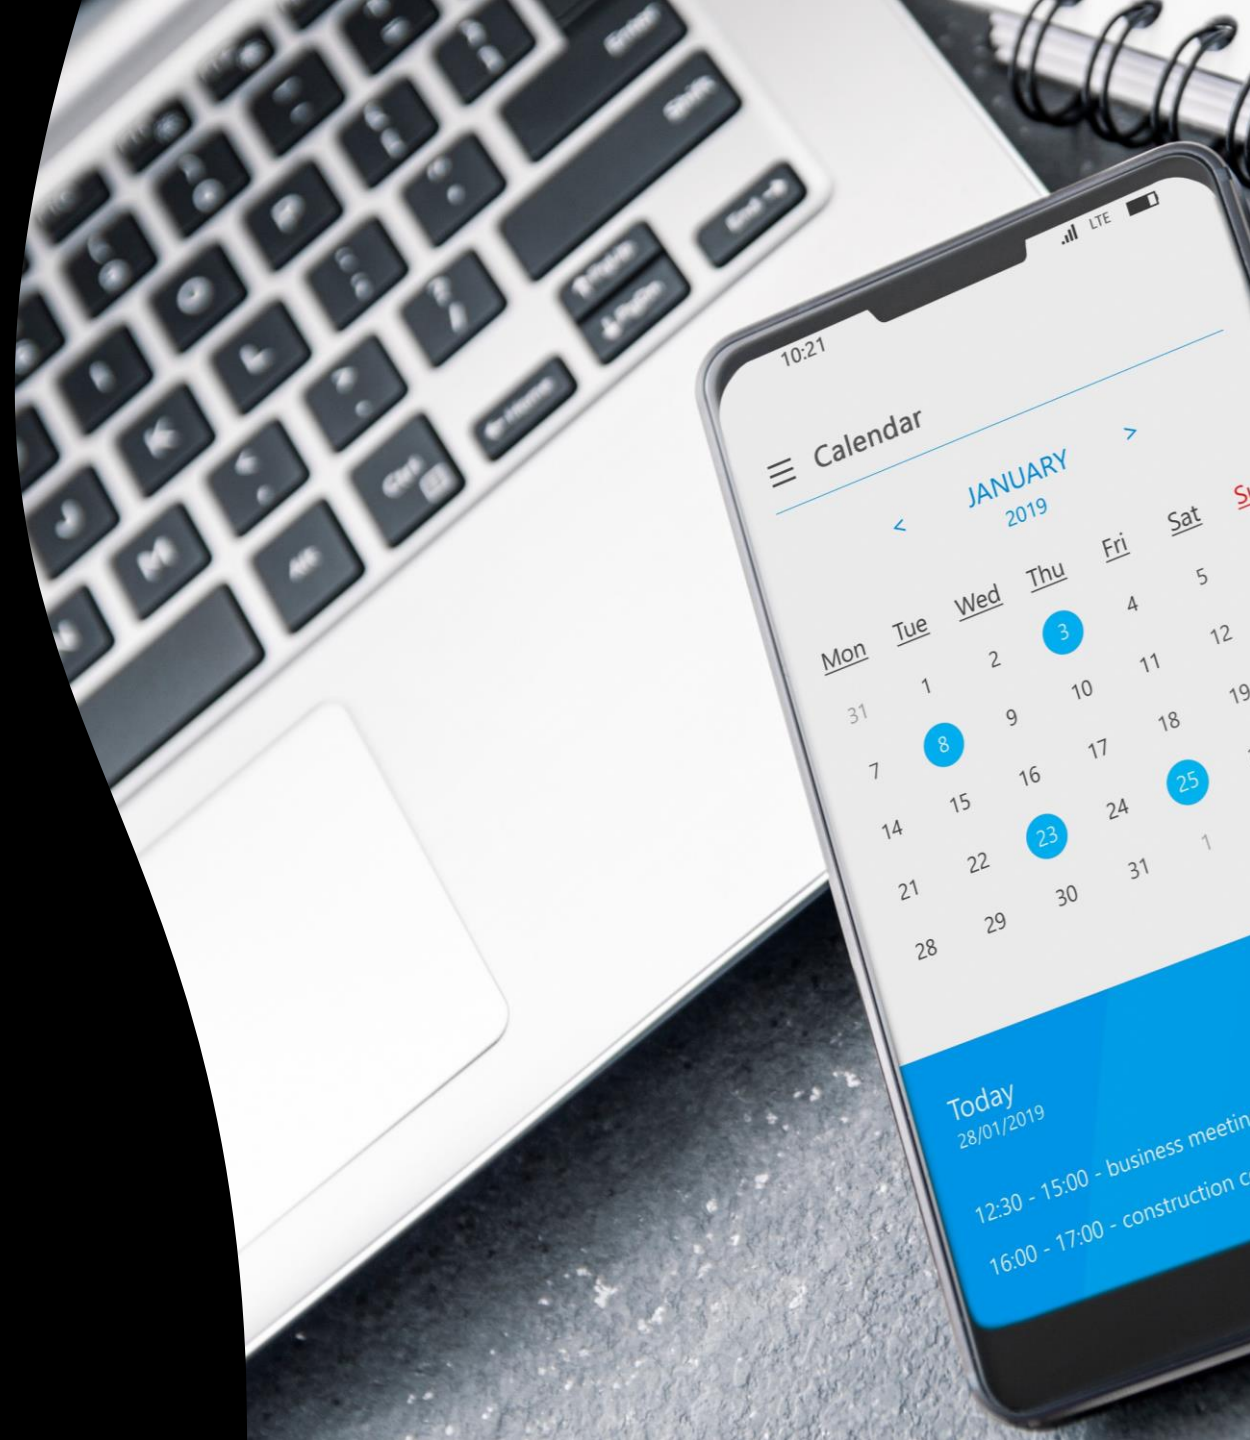 Enter
Shift
End
Home
Ctrl
Alt
P
L
K
J
M
LTE
10:21
Calendar
< JANUARY >
2019
Mon Tue Wed Thu Fri Sat
31 1 2 3 4 5
7 8 9 10 11 12
14 15 16 17 18 19
21 22 23 24 25
28 29 30 31 1
Today
28/01/2019
12:30 - 15:00 - business
16:00 - 17:00 - construction